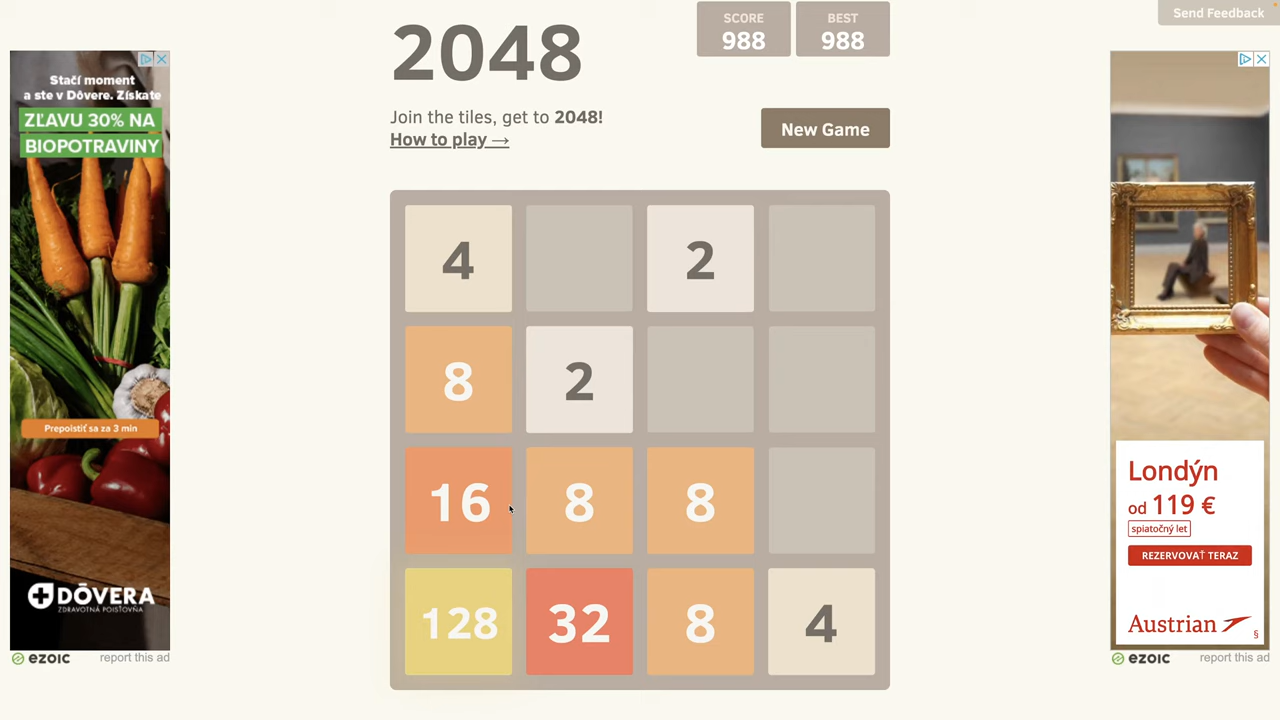 Stačí moment
a ste v Dôvere. Získate
ZĽAVU 30% NA
BIOPOTRAVINY
Prepoistiť sa za 3 min
DÔVERA
ZDRAVOTNÁ POISŤOVŇA
ezoic
report this ad
2048
SCORE
988
BEST
988
Join the tiles, get to 2048!
How to play →
New Game
4 2
8 2
16 8 8
128 32 8 4
Send Feedback
Londýn
od 119 €
spiatočný let
REZERVOVAŤ TERAZ
Austrian
§
ezoic
report this ad